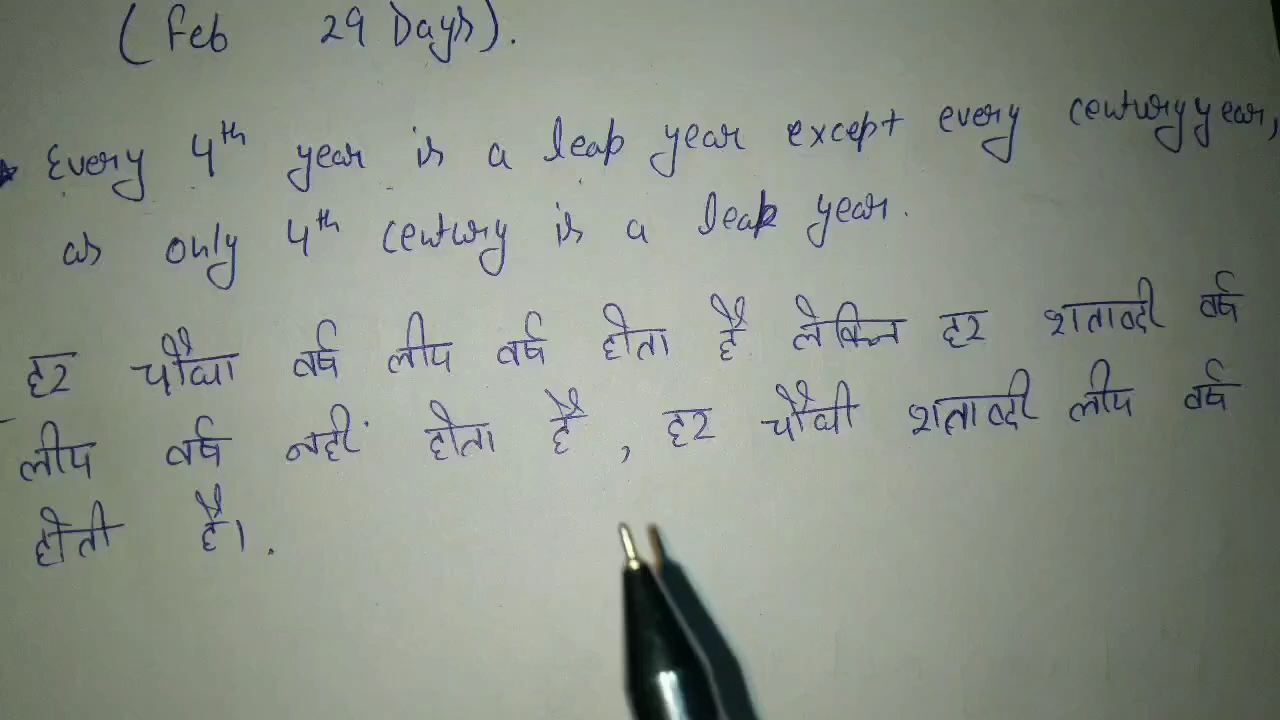 (Feb 29 Days).
Every 4th year is a leap year except every century year,
as only 4th century is a leap year.
हर चौथा वर्ष लीप वर्ष होता है लेकिन हर शताब्दी वर्ष
लीप वर्ष नहीं होता है, हर चौथी शताब्दी लीप वर्ष
होती है।.